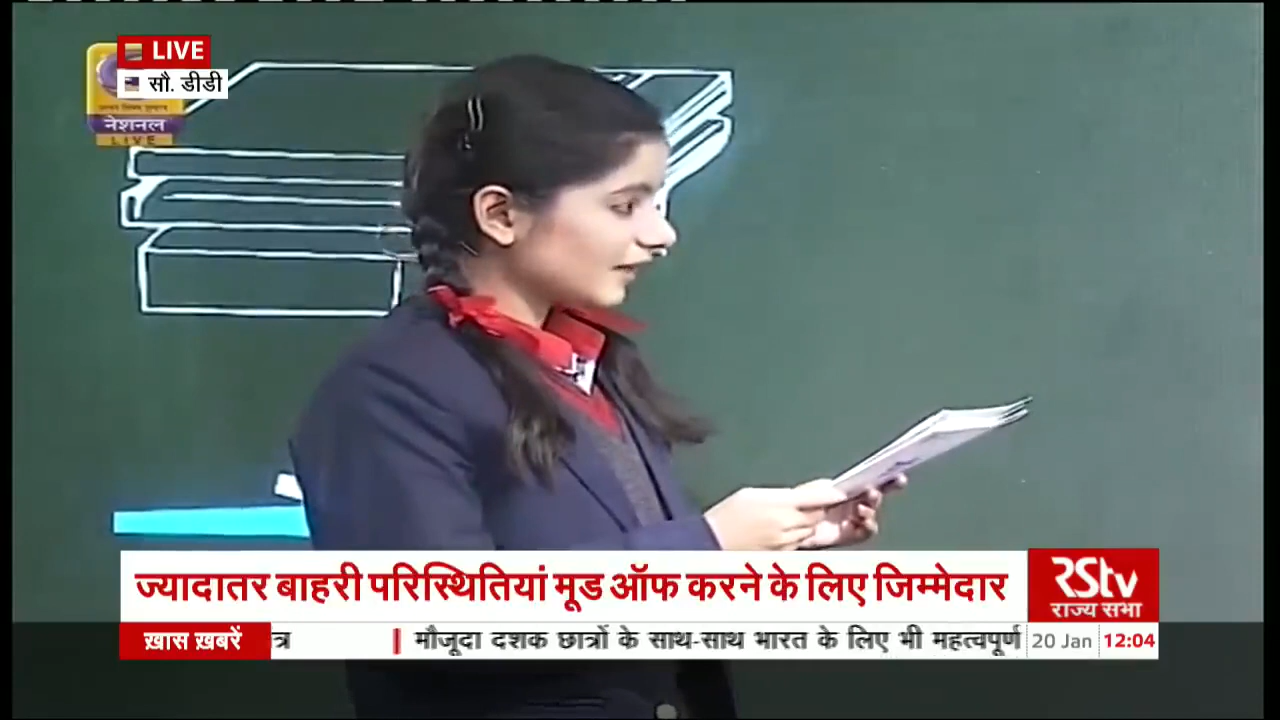 LIVE
सौ. डीडी
नेशनल
LIVE
ज्यादातर बाहरी परिस्थितियां मूड ऑफ करने के लिए जिम्मेदार
RStv
राज्य सभा
ख़ास ख़बरें
त्र | मौजूदा दशक छात्रों के साथ-साथ भारत के लिए भी महत्वपूर्ण
20 Jan
12:04